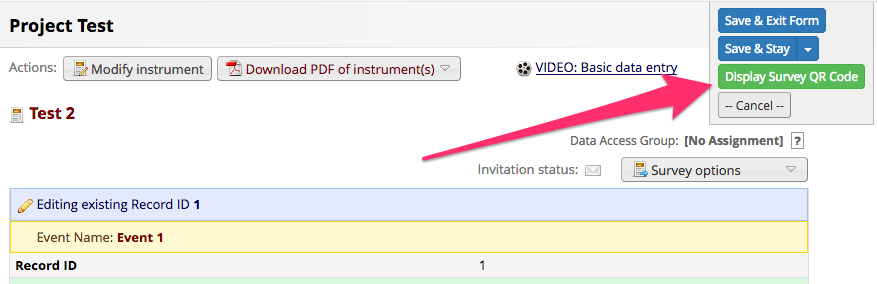 Project Test
Save & Exit Form
Save & Stay
Display Survey QR Code
-- Cancel --
Actions: Modify instrument Download PDF of instrument(s) VIDEO: Basic data entry
Test 2
Data Access Group: [No Assignment] ?
Invitation status: Survey options
Editing existing Record ID 1
Event Name: Event 1
Record ID 1